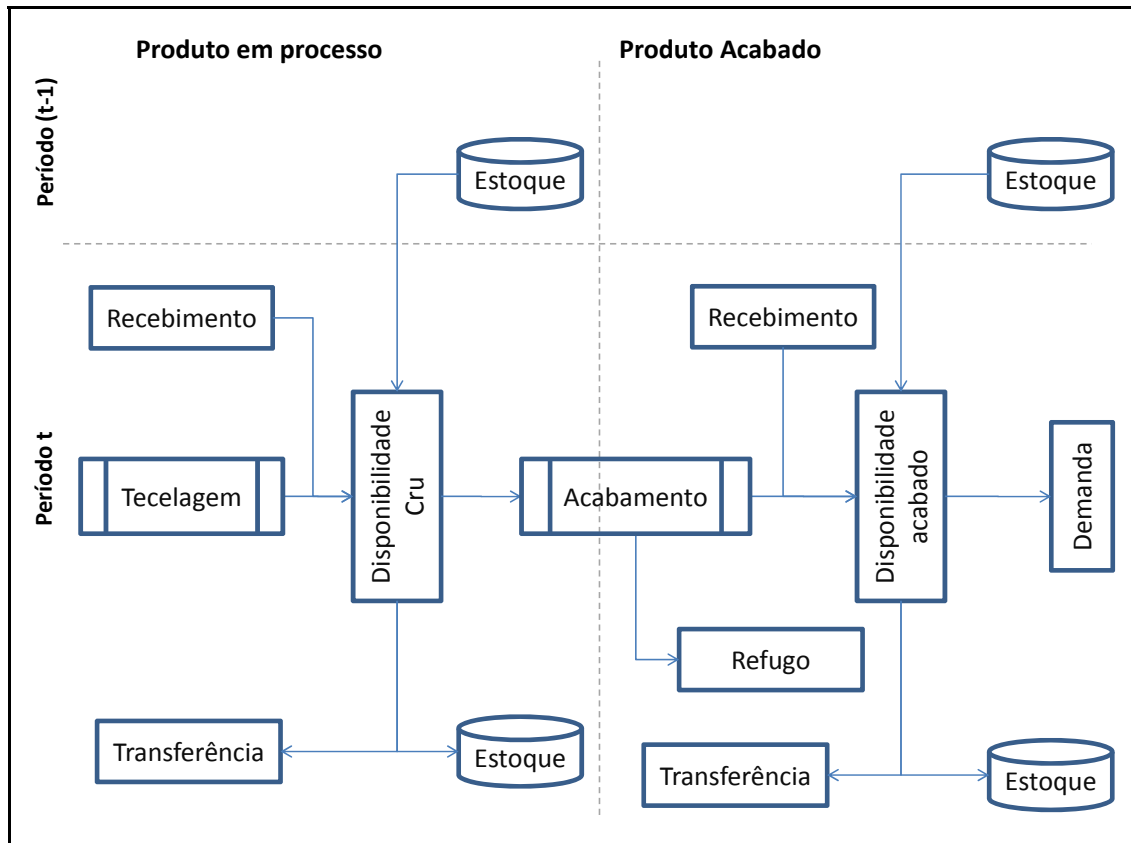 Produto em processo
Produto Acabado
Período (t-1)
Estoque
Estoque
Período t
Recebimento
Recebimento
Tecelagem
Disponibilidade
Cru
Acabamento
Disponibilidade
acabado
Demanda
Refugo
Transferência
Estoque
Transferência
Estoque